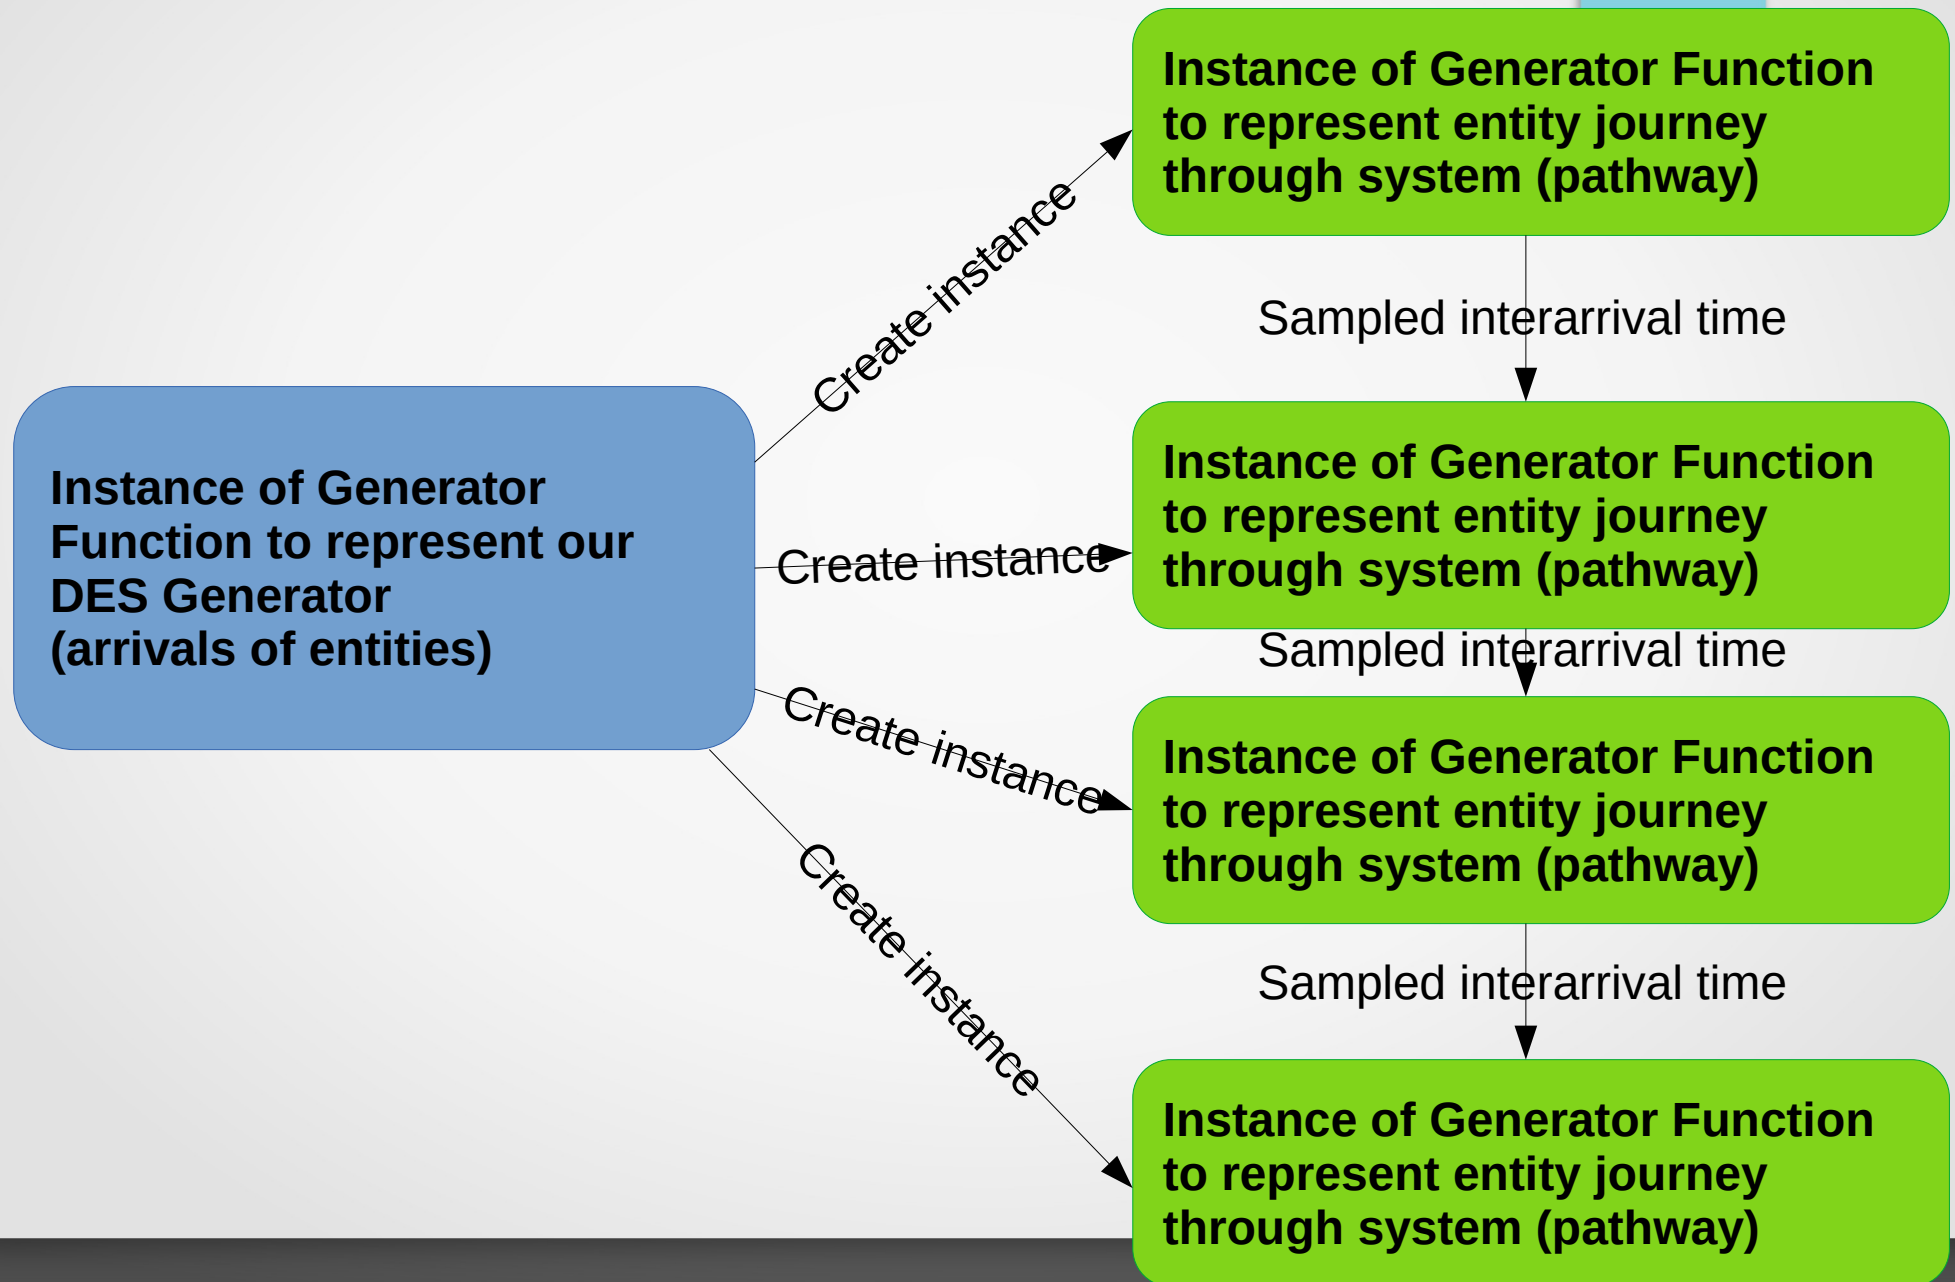 Instance of Generator
Function to represent our
DES Generator
(arrivals of entities)
Create instance
Create instance
Create instance
Create instance
Instance of Generator Function
to represent entity journey
through system (pathway)
Sampled interarrival time
Instance of Generator Function
to represent entity journey
through system (pathway)
Sampled interarrival time
Instance of Generator Function
to represent entity journey
through system (pathway)
Sampled interarrival time
Instance of Generator Function
to represent entity journey
through system (pathway)